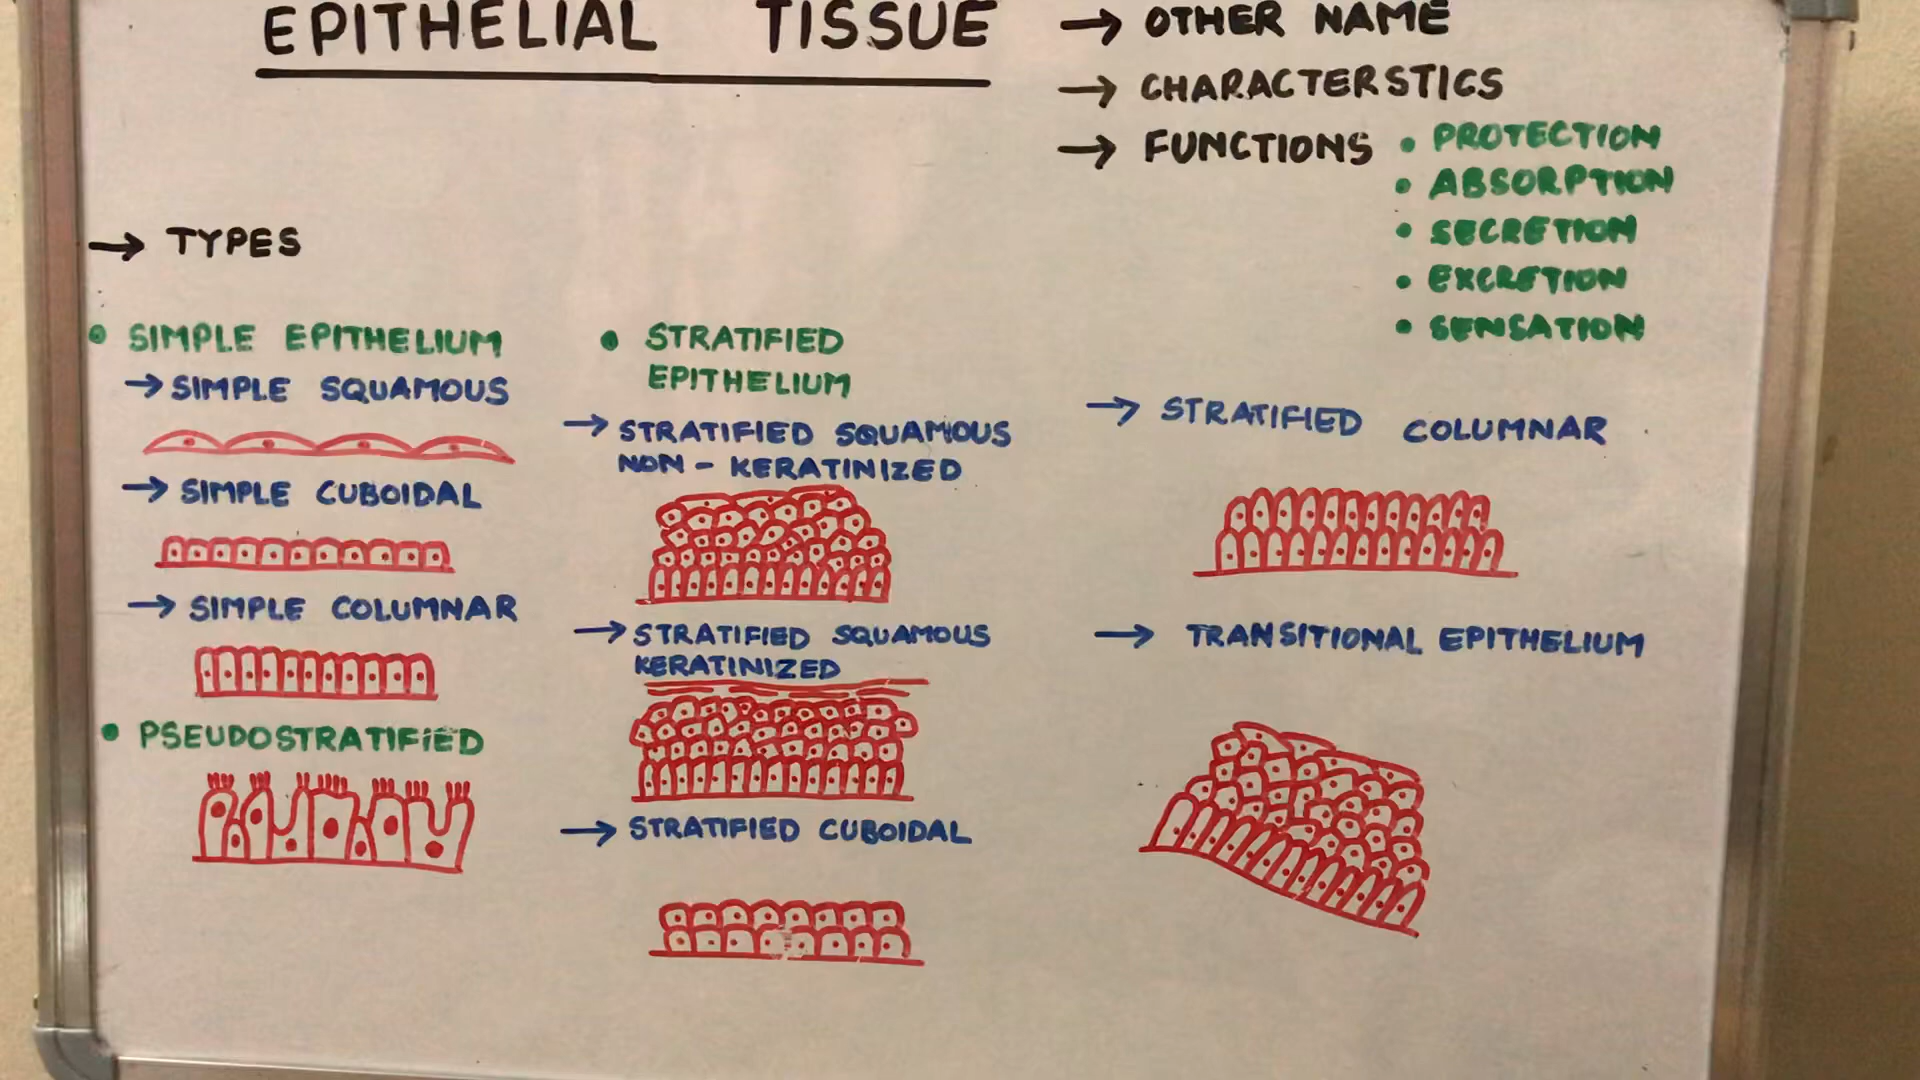 EPITHELIAL TISSUE
→ OTHER NAME
→ CHARACTERSTICS
→ FUNCTIONS
• PROTECTION
• ABSORPTION
• SECRETION
• EXCRETION
• SENSATION
→ TYPES
• SIMPLE EPITHELIUM
→ SIMPLE SQUAMOUS
→ SIMPLE CUBOIDAL
→ SIMPLE COLUMNAR
• PSEUDOSTRATIFIED
• STRATIFIED
EPITHELIUM
→ STRATIFIED SQUAMOUS
NON - KERATINIZED
→ STRATIFIED SQUAMOUS
KERATINIZED
→ STRATIFIED CUBOIDAL
→ STRATIFIED COLUMNAR
→ TRANSITIONAL EPITHELIUM